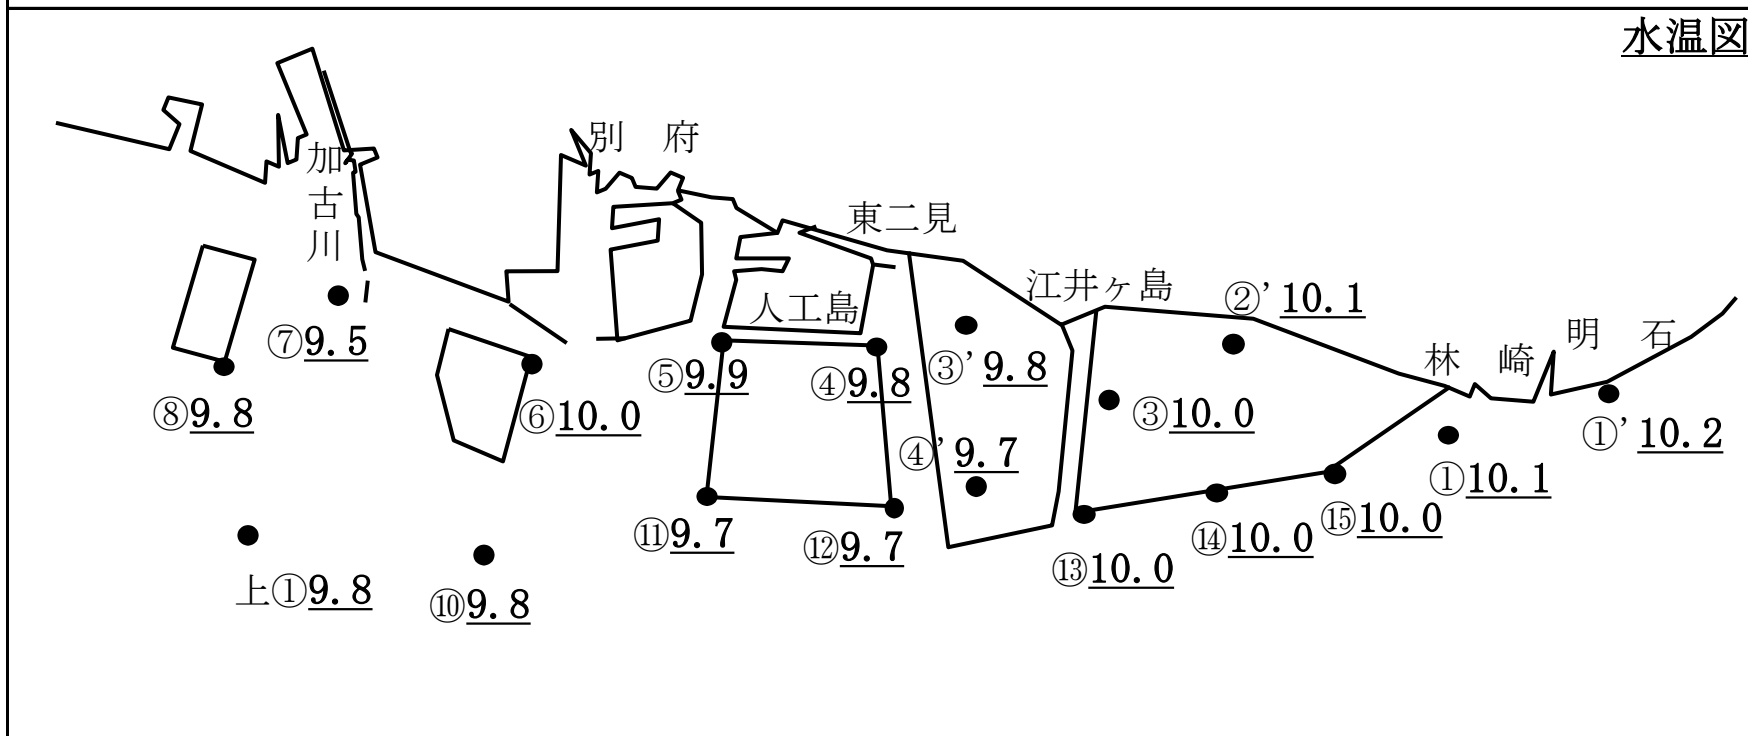 水温図
別 府
加古川
東二見
江井ヶ島
②' 10.1
人工島
⑦9.5
明 石
林 崎
③' 9.8
⑤9.9
④9.8
⑧9.8
⑥10.0
③10.0
①' 10.2
④' 9.7
①10.1
⑪9.7
⑫9.7
⑭10.0
⑮10.0
⑬10.0
上①9.8
⑩9.8